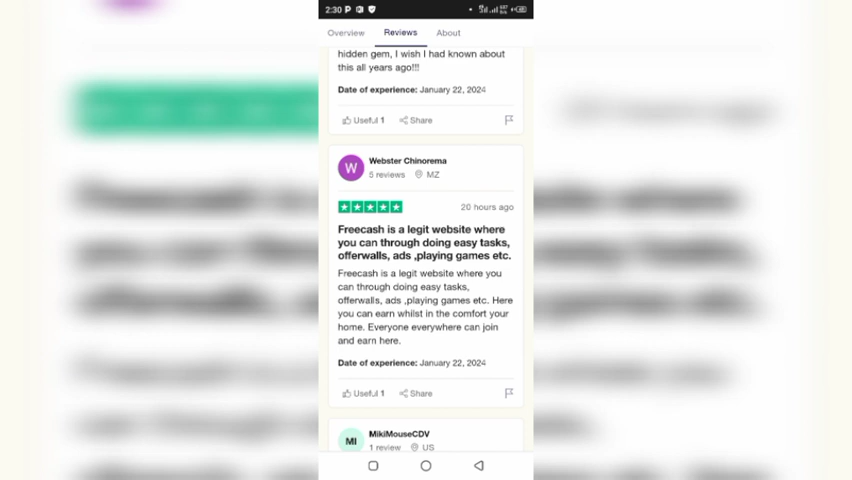 2:30
Overview Reviews About
hidden gem, I wish I had known about
this all years ago!!!
Date of experience: January 22, 2024
Useful 1 Share
W Webster Chinorema
5 reviews MZ
20 hours ago
Freecash is a legit website where
you can through doing easy tasks,
offerwalls, ads ,playing games etc.
Freecash is a legit website where you
can through doing easy tasks,
offerwalls, ads ,playing games etc. Here
you can earn whilst in the comfort your
home. Everyone everywhere can join
and earn here.
Date of experience: January 22, 2024
Useful 1 Share
MI MikiMouseCDV
1 review US